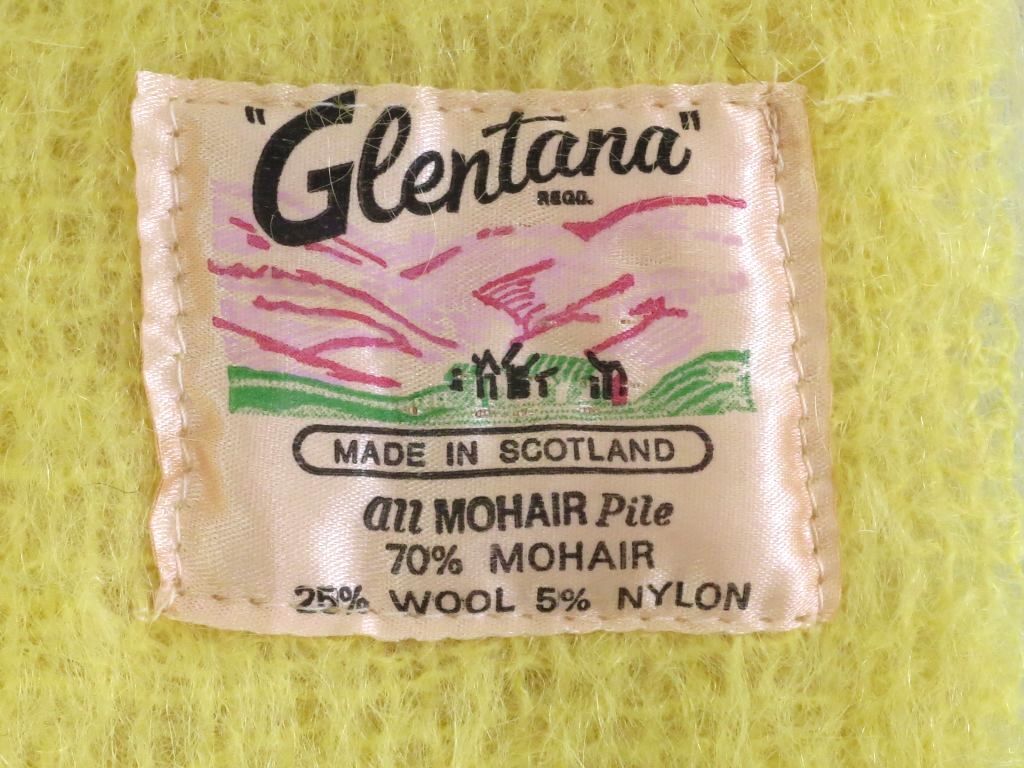 "Glentana"
REGD.
MADE IN SCOTLAND
all MOHAIR Pile
70% MOHAIR
25% WOOL 5% NYLON